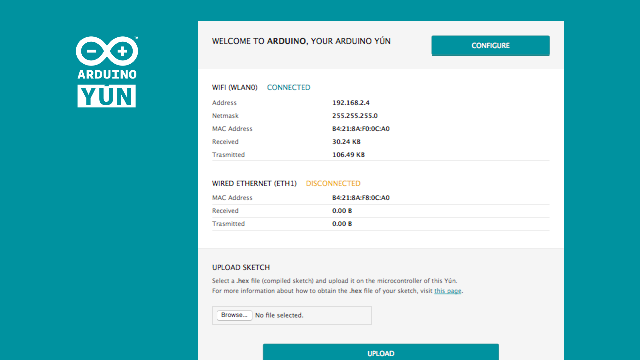 ARDUINO
YÚN
WELCOME TO ARDUINO, YOUR ARDUINO YÚN
CONFIGURE
WIFI (WLAN0) CONNECTED
Address 192.168.2.4
Netmask 255.255.255.0
MAC Address B4:21:8A:F0:0C:A0
Received 30.24 KB
Trasmitted 106.49 KB
WIRED ETHERNET (ETH1) DISCONNECTED
MAC Address B4:21:8A:F8:0C:A0
Received 0.00 B
Trasmitted 0.00 B
UPLOAD SKETCH
Select a .hex file (compiled sketch) and upload it on the microcontroller of this Yún.
For more information about how to obtain the .hex file of your sketch, visit this page.
Browse... No file selected.
UPLOAD